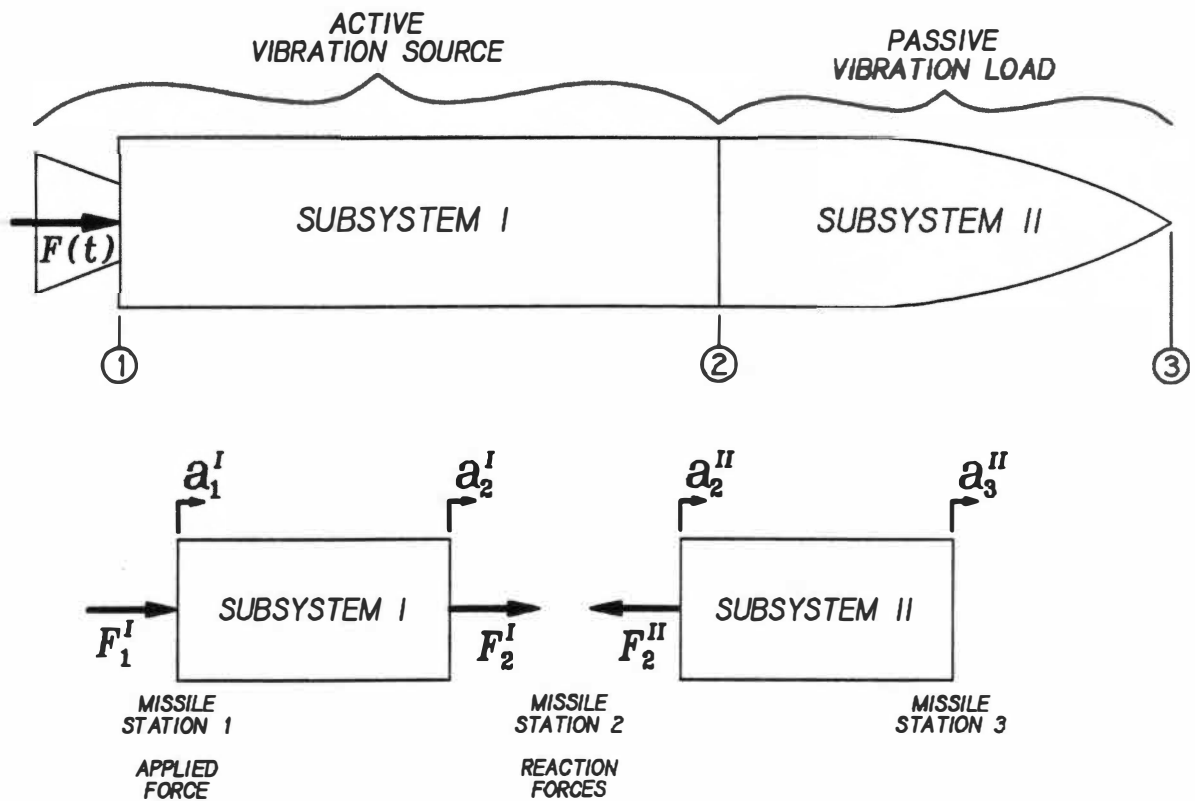 ACTIVE
VIBRATION SOURCE
PASSIVE
VIBRATION LOAD
SUBSYSTEM I
SUBSYSTEM II
F(t)
1
2
3
a₁ᴵ
a₂ᴵ
a₂ᴵᴵ
a₃ᴵᴵ
SUBSYSTEM I
SUBSYSTEM II
F₁ᴵ
F₂ᴵ
F₂ᴵᴵ
MISSILE
STATION 1
MISSILE
STATION 2
MISSILE
STATION 3
APPLIED
FORCE
REACTION
FORCES